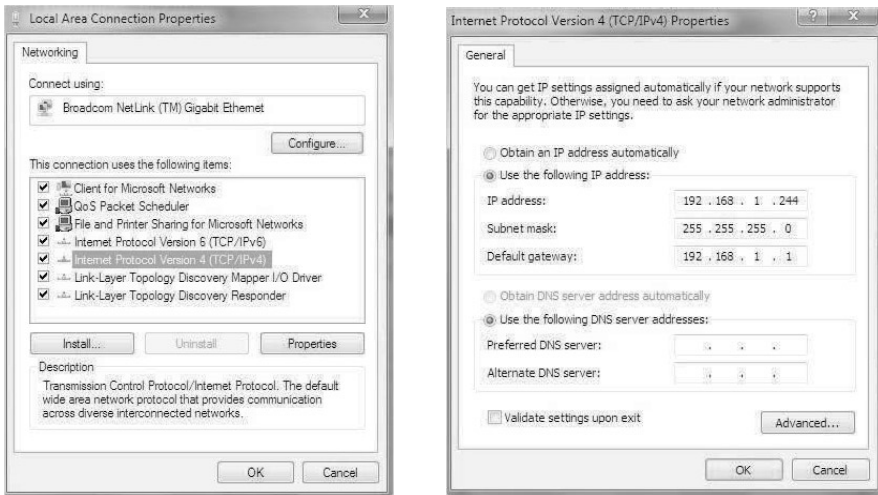 Local Area Connection Properties
Networking
Connect using:
Broadcom NetLink (TM) Gigabit Ethernet
Configure...
This connection uses the following items:
Client for Microsoft Networks
QoS Packet Scheduler
File and Printer Sharing for Microsoft Networks
Internet Protocol Version 6 (TCP/IPv6)
Internet Protocol Version 4 (TCP/IPv4)
Link-Layer Topology Discovery Mapper I/O Driver
Link-Layer Topology Discovery Responder
Install...
Uninstall
Properties
Description
Transmission Control Protocol/Internet Protocol. The default
wide area network protocol that provides communication
across diverse interconnected networks.
OK
Cancel
Internet Protocol Version 4 (TCP/IPv4) Properties
General
You can get IP settings assigned automatically if your network supports
this capability. Otherwise, you need to ask your network administrator
for the appropriate IP settings.
Obtain an IP address automatically
Use the following IP address:
IP address: 192 . 168 . 1 . 244
Subnet mask: 255 . 255 . 255 . 0
Default gateway: 192 . 168 . 1 . 1
Obtain DNS server address automatically
Use the following DNS server addresses:
Preferred DNS server: . . .
Alternate DNS server: . . .
Validate settings upon exit
Advanced...
OK
Cancel